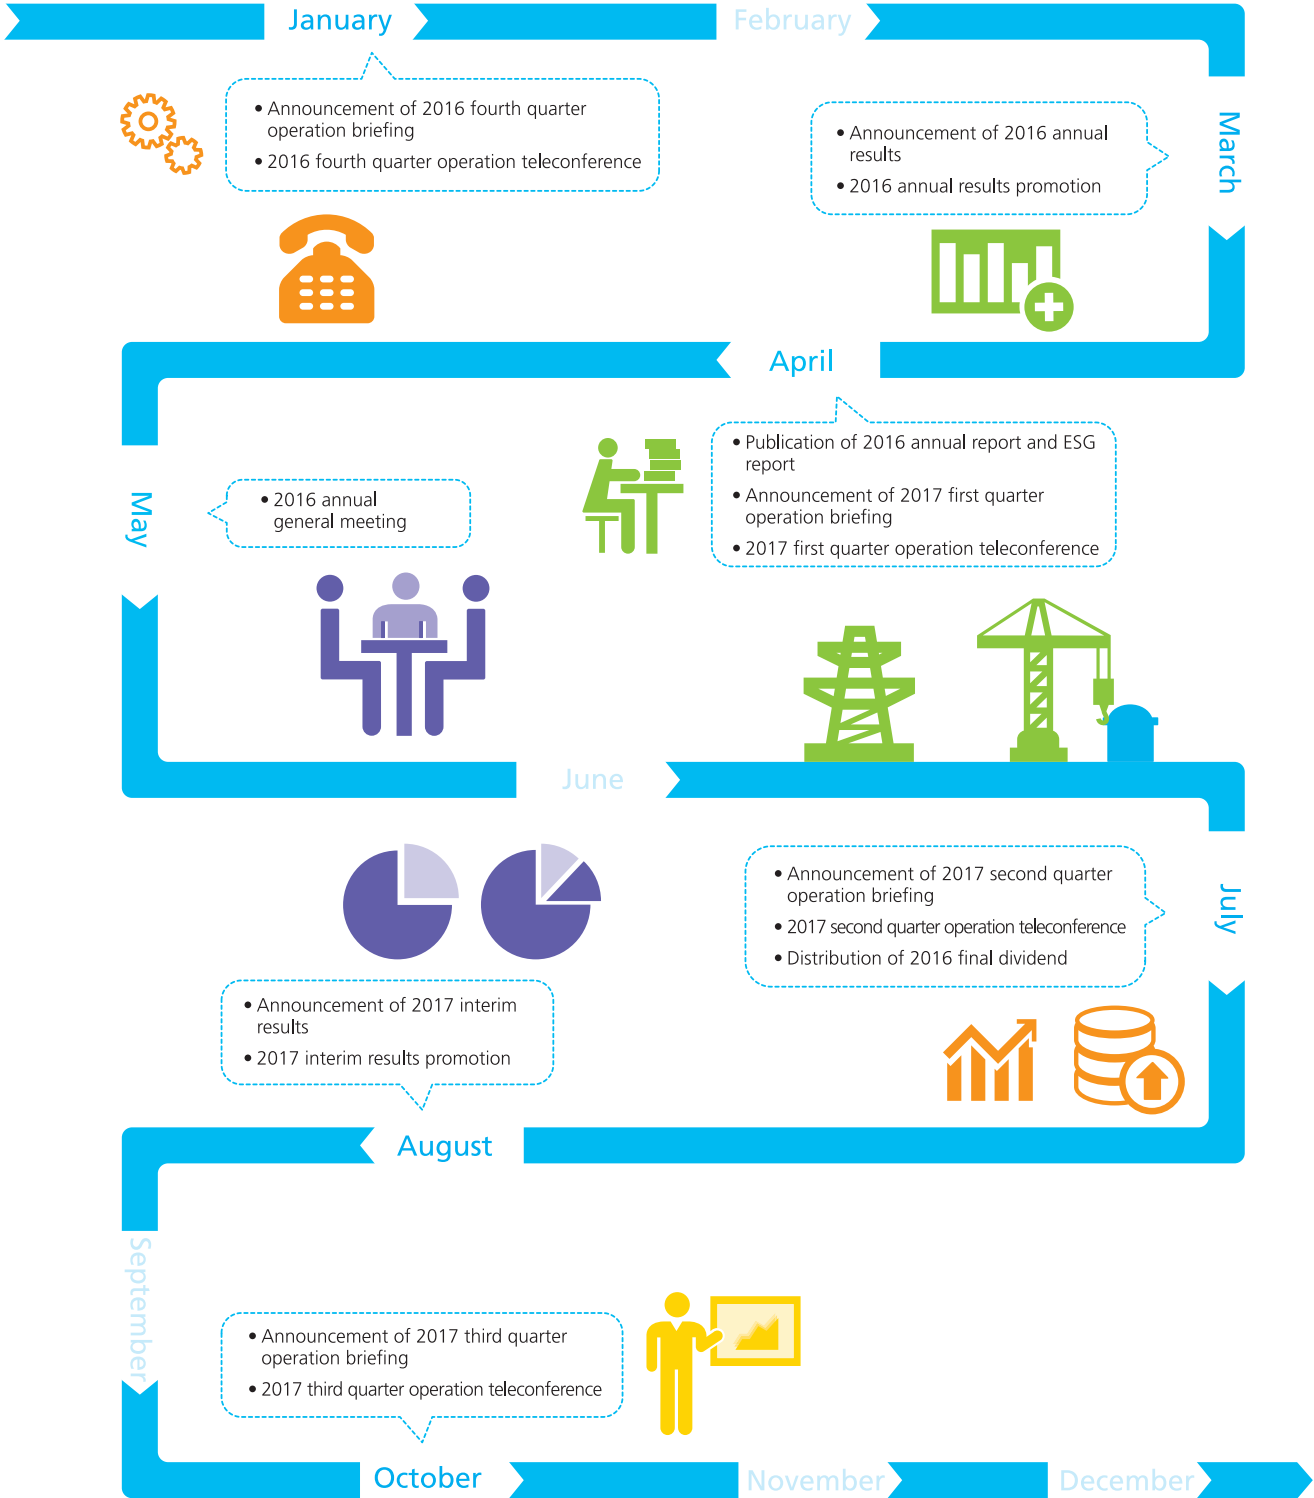 January
February
• Announcement of 2016 fourth quarter
operation briefing
• 2016 fourth quarter operation teleconference
• Announcement of 2016 annual
results
• 2016 annual results promotion
March
April
• Publication of 2016 annual report and ESG
report
• Announcement of 2017 first quarter
operation briefing
• 2017 first quarter operation teleconference
May
• 2016 annual
general meeting
June
• Announcement of 2017 second quarter
operation briefing
• 2017 second quarter operation teleconference
• Distribution of 2016 final dividend
July
• Announcement of 2017 interim
results
• 2017 interim results promotion
August
September
• Announcement of 2017 third quarter
operation briefing
• 2017 third quarter operation teleconference
October
November
December